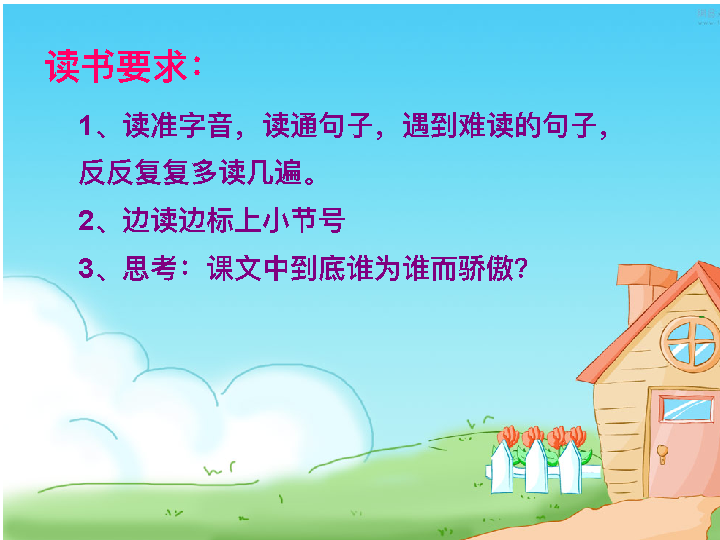 读书要求：
1、读准字音，读通句子，遇到难读的句子，
反反复复多读几遍。
2、边读边标上小节号
3、思考：课文中到底谁为谁而骄傲？